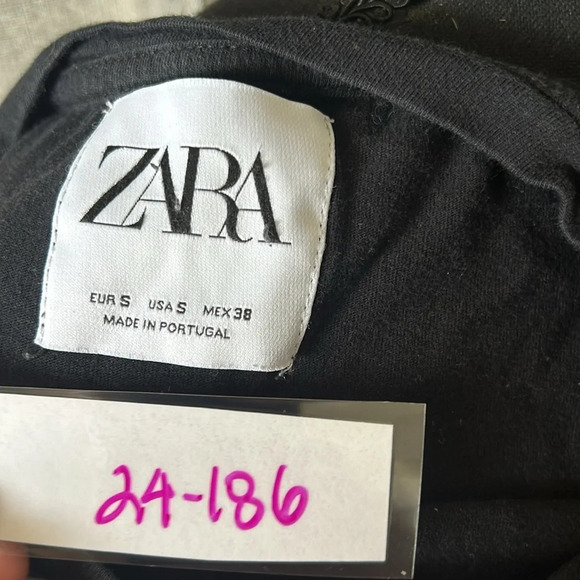 ZARA
EUR S USA S MEX 38
MADE IN PORTUGAL
24-186